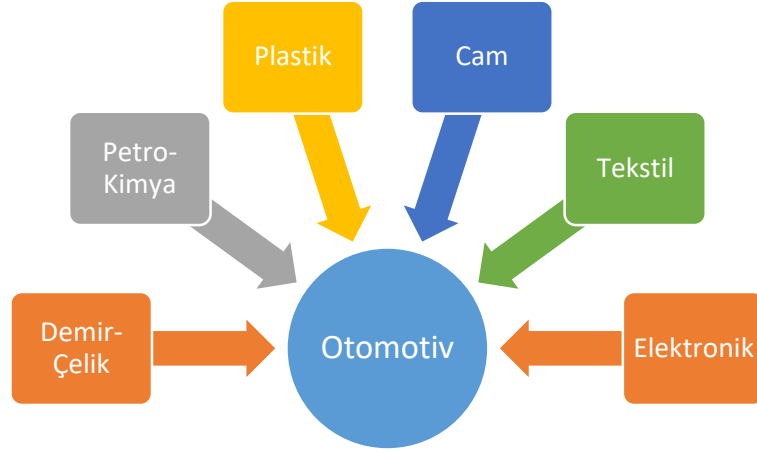 Plastik
Cam
Petro-
Kimya
Tekstil
Demir-
Çelik
Otomotiv
Elektronik